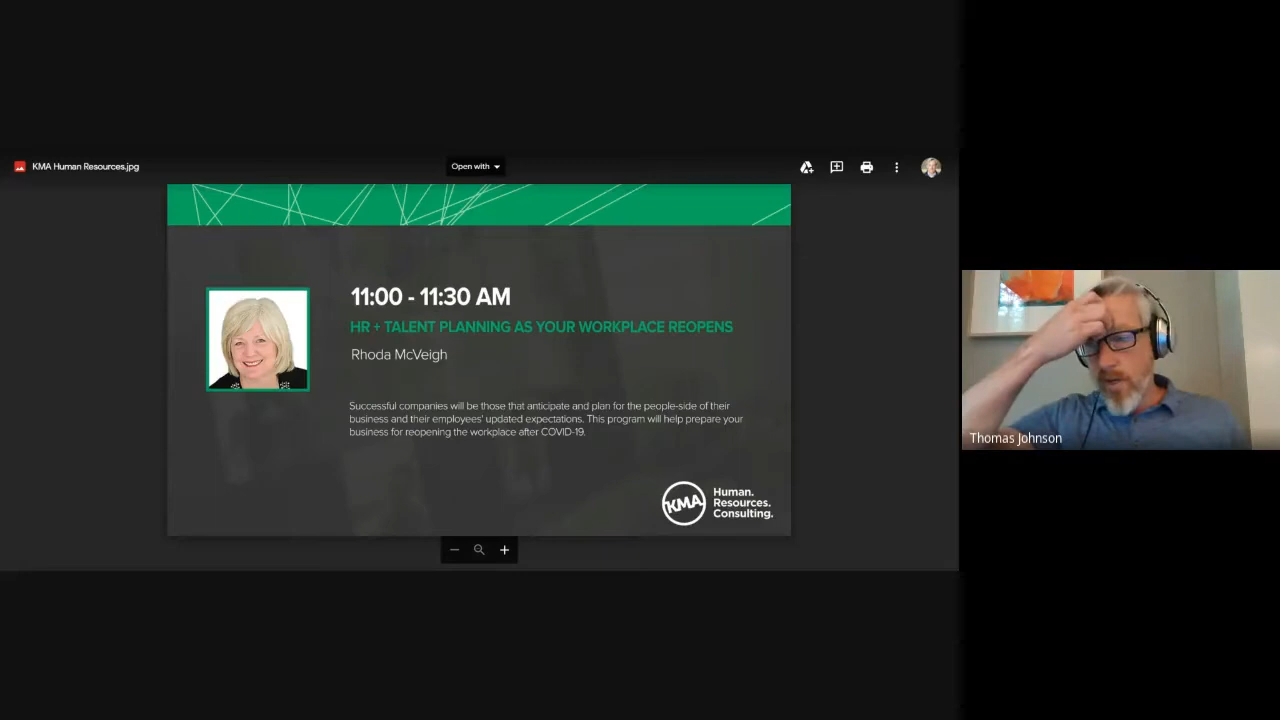 KMA Human Resources.jpg
Open with
11:00 - 11:30 AM
HR + TALENT PLANNING AS YOUR WORKPLACE REOPENS
Rhoda McVeigh
Successful companies will be those that anticipate and plan for the people-side of their
business and their employees' updated expectations. This program will help prepare your
business for reopening the workplace after COVID-19.
KMA
Human.
Resources.
Consulting.
Thomas Johnson